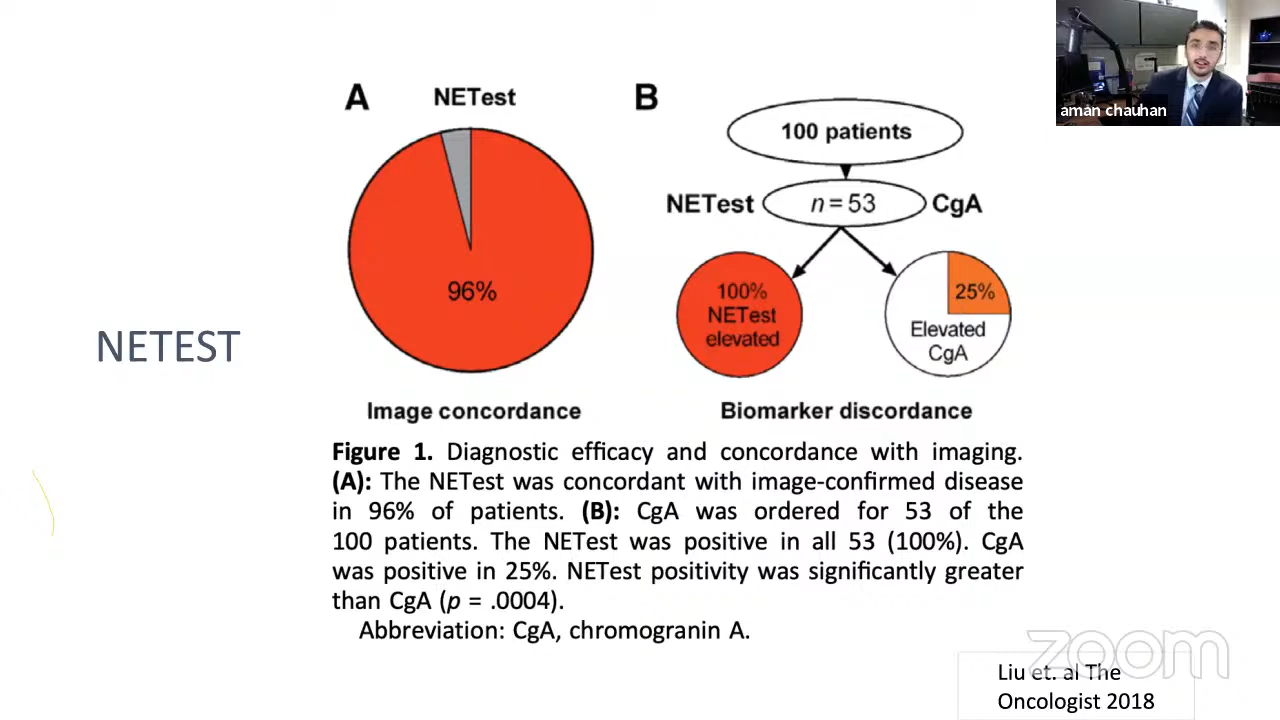 aman chauhan
NETEST
A
NETest
96%
Image concordance
B
100 patients
NETest
n = 53
CgA
100%
NETest
elevated
25%
Elevated
CgA
Biomarker discordance
Figure 1. Diagnostic efficacy and concordance with imaging.
(A): The NETest was concordant with image-confirmed disease
in 96% of patients. (B): CgA was ordered for 53 of the
100 patients. The NETest was positive in all 53 (100%). CgA
was positive in 25%. NETest positivity was significantly greater
than CgA (p = .0004).
Abbreviation: CgA, chromogranin A.
zoom
Liu et. al The
Oncologist 2018